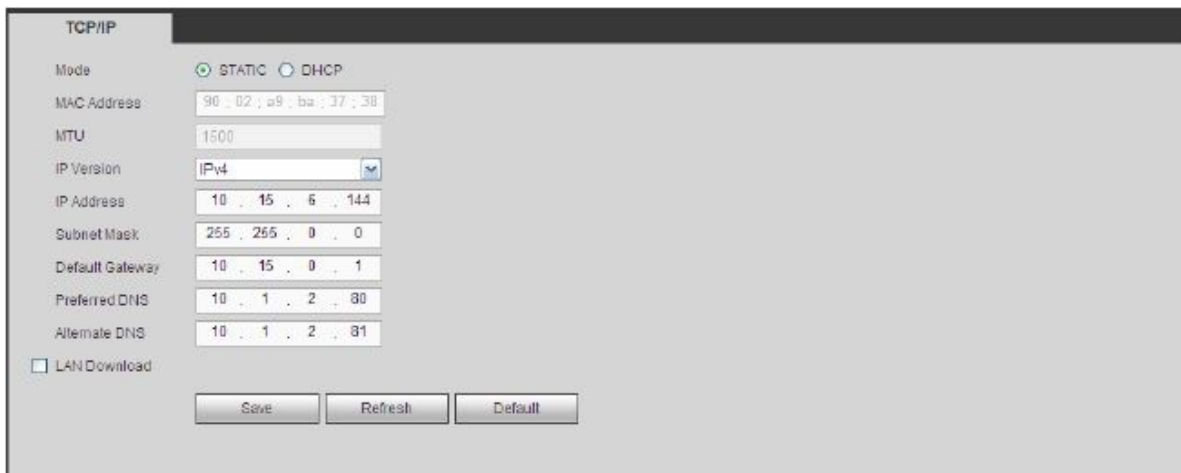 TCP/IP
Mode STATIC DHCP
MAC Address 90 : 02 : a9 : ba : 37 : 38
MTU 1500
IP Version IPv4
IP Address 10 . 15 . 6 . 144
Subnet Mask 255 . 255 . 0 . 0
Default Gateway 10 . 15 . 0 . 1
Preferred DNS 10 . 1 . 2 . 80
Alternate DNS 10 . 1 . 2 . 81
LAN Download
Save Refresh Default